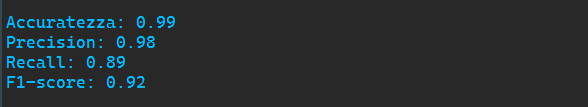 Accuratezza: 0.99
Precision: 0.98
Recall: 0.89
F1-score: 0.92